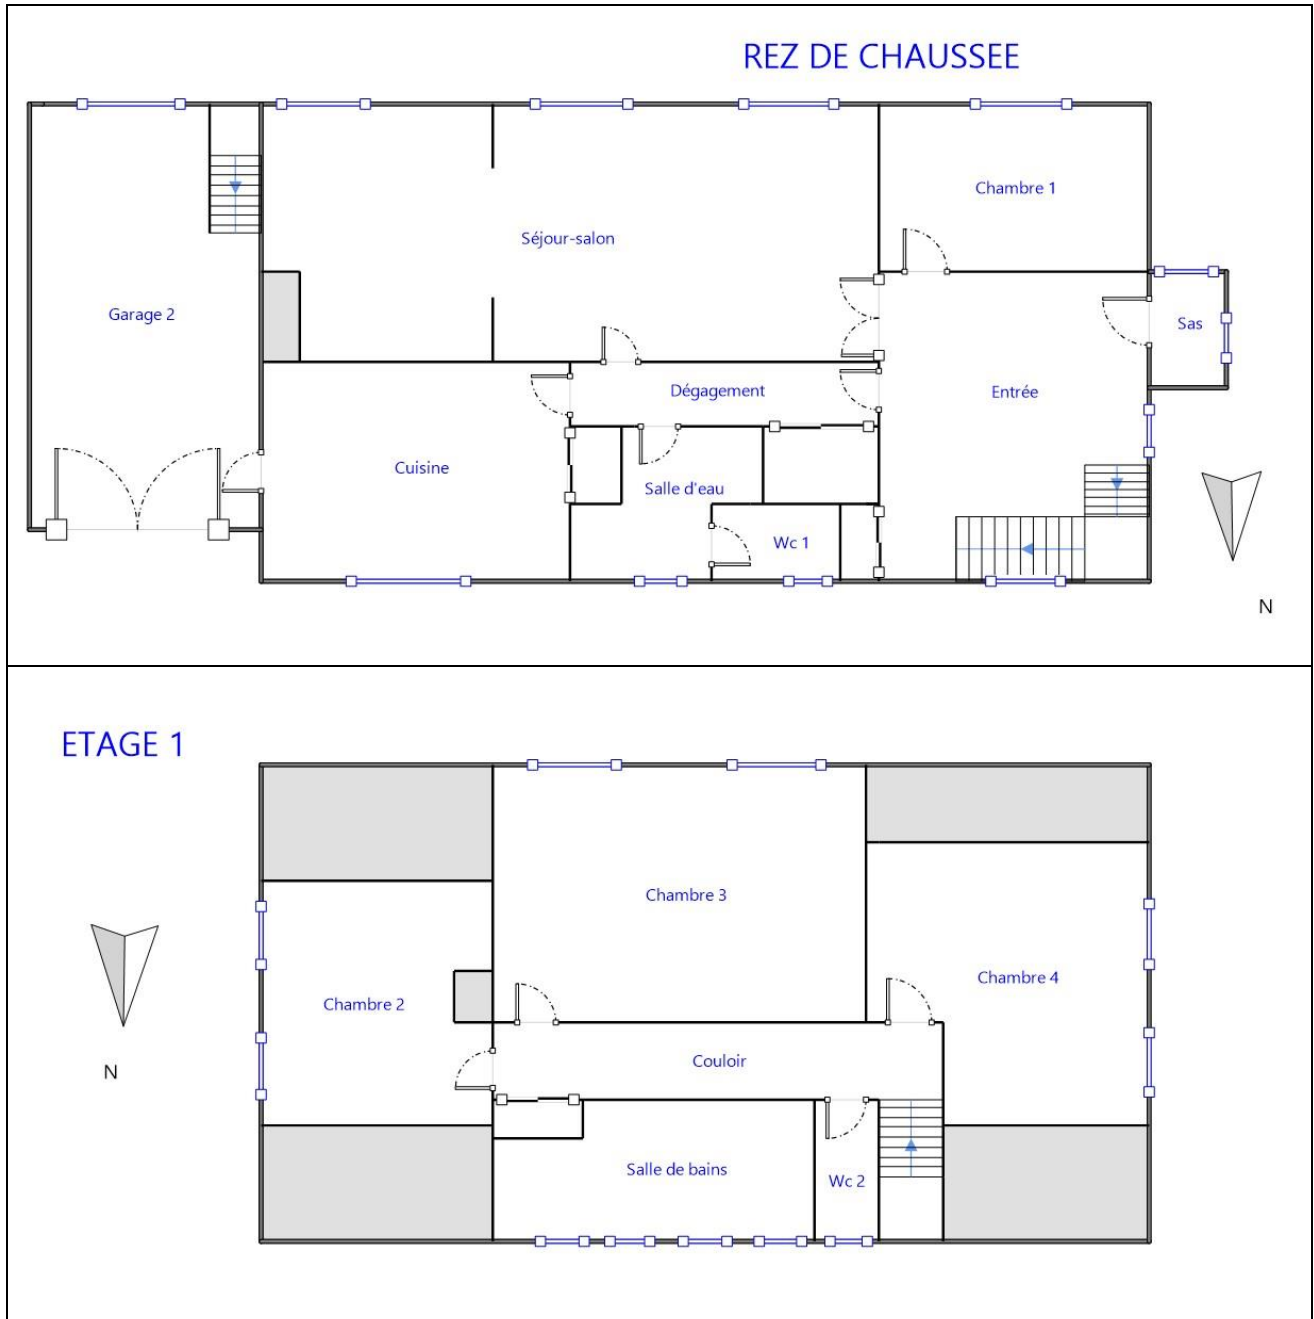 REZ DE CHAUSSEE
Chambre 1
Séjour-salon
Garage 2
Sas
Dégagement
Entrée
Cuisine
Salle d'eau
Wc 1
N
ETAGE 1
Chambre 3
Chambre 4
Chambre 2
Couloir
N
Salle de bains
Wc 2